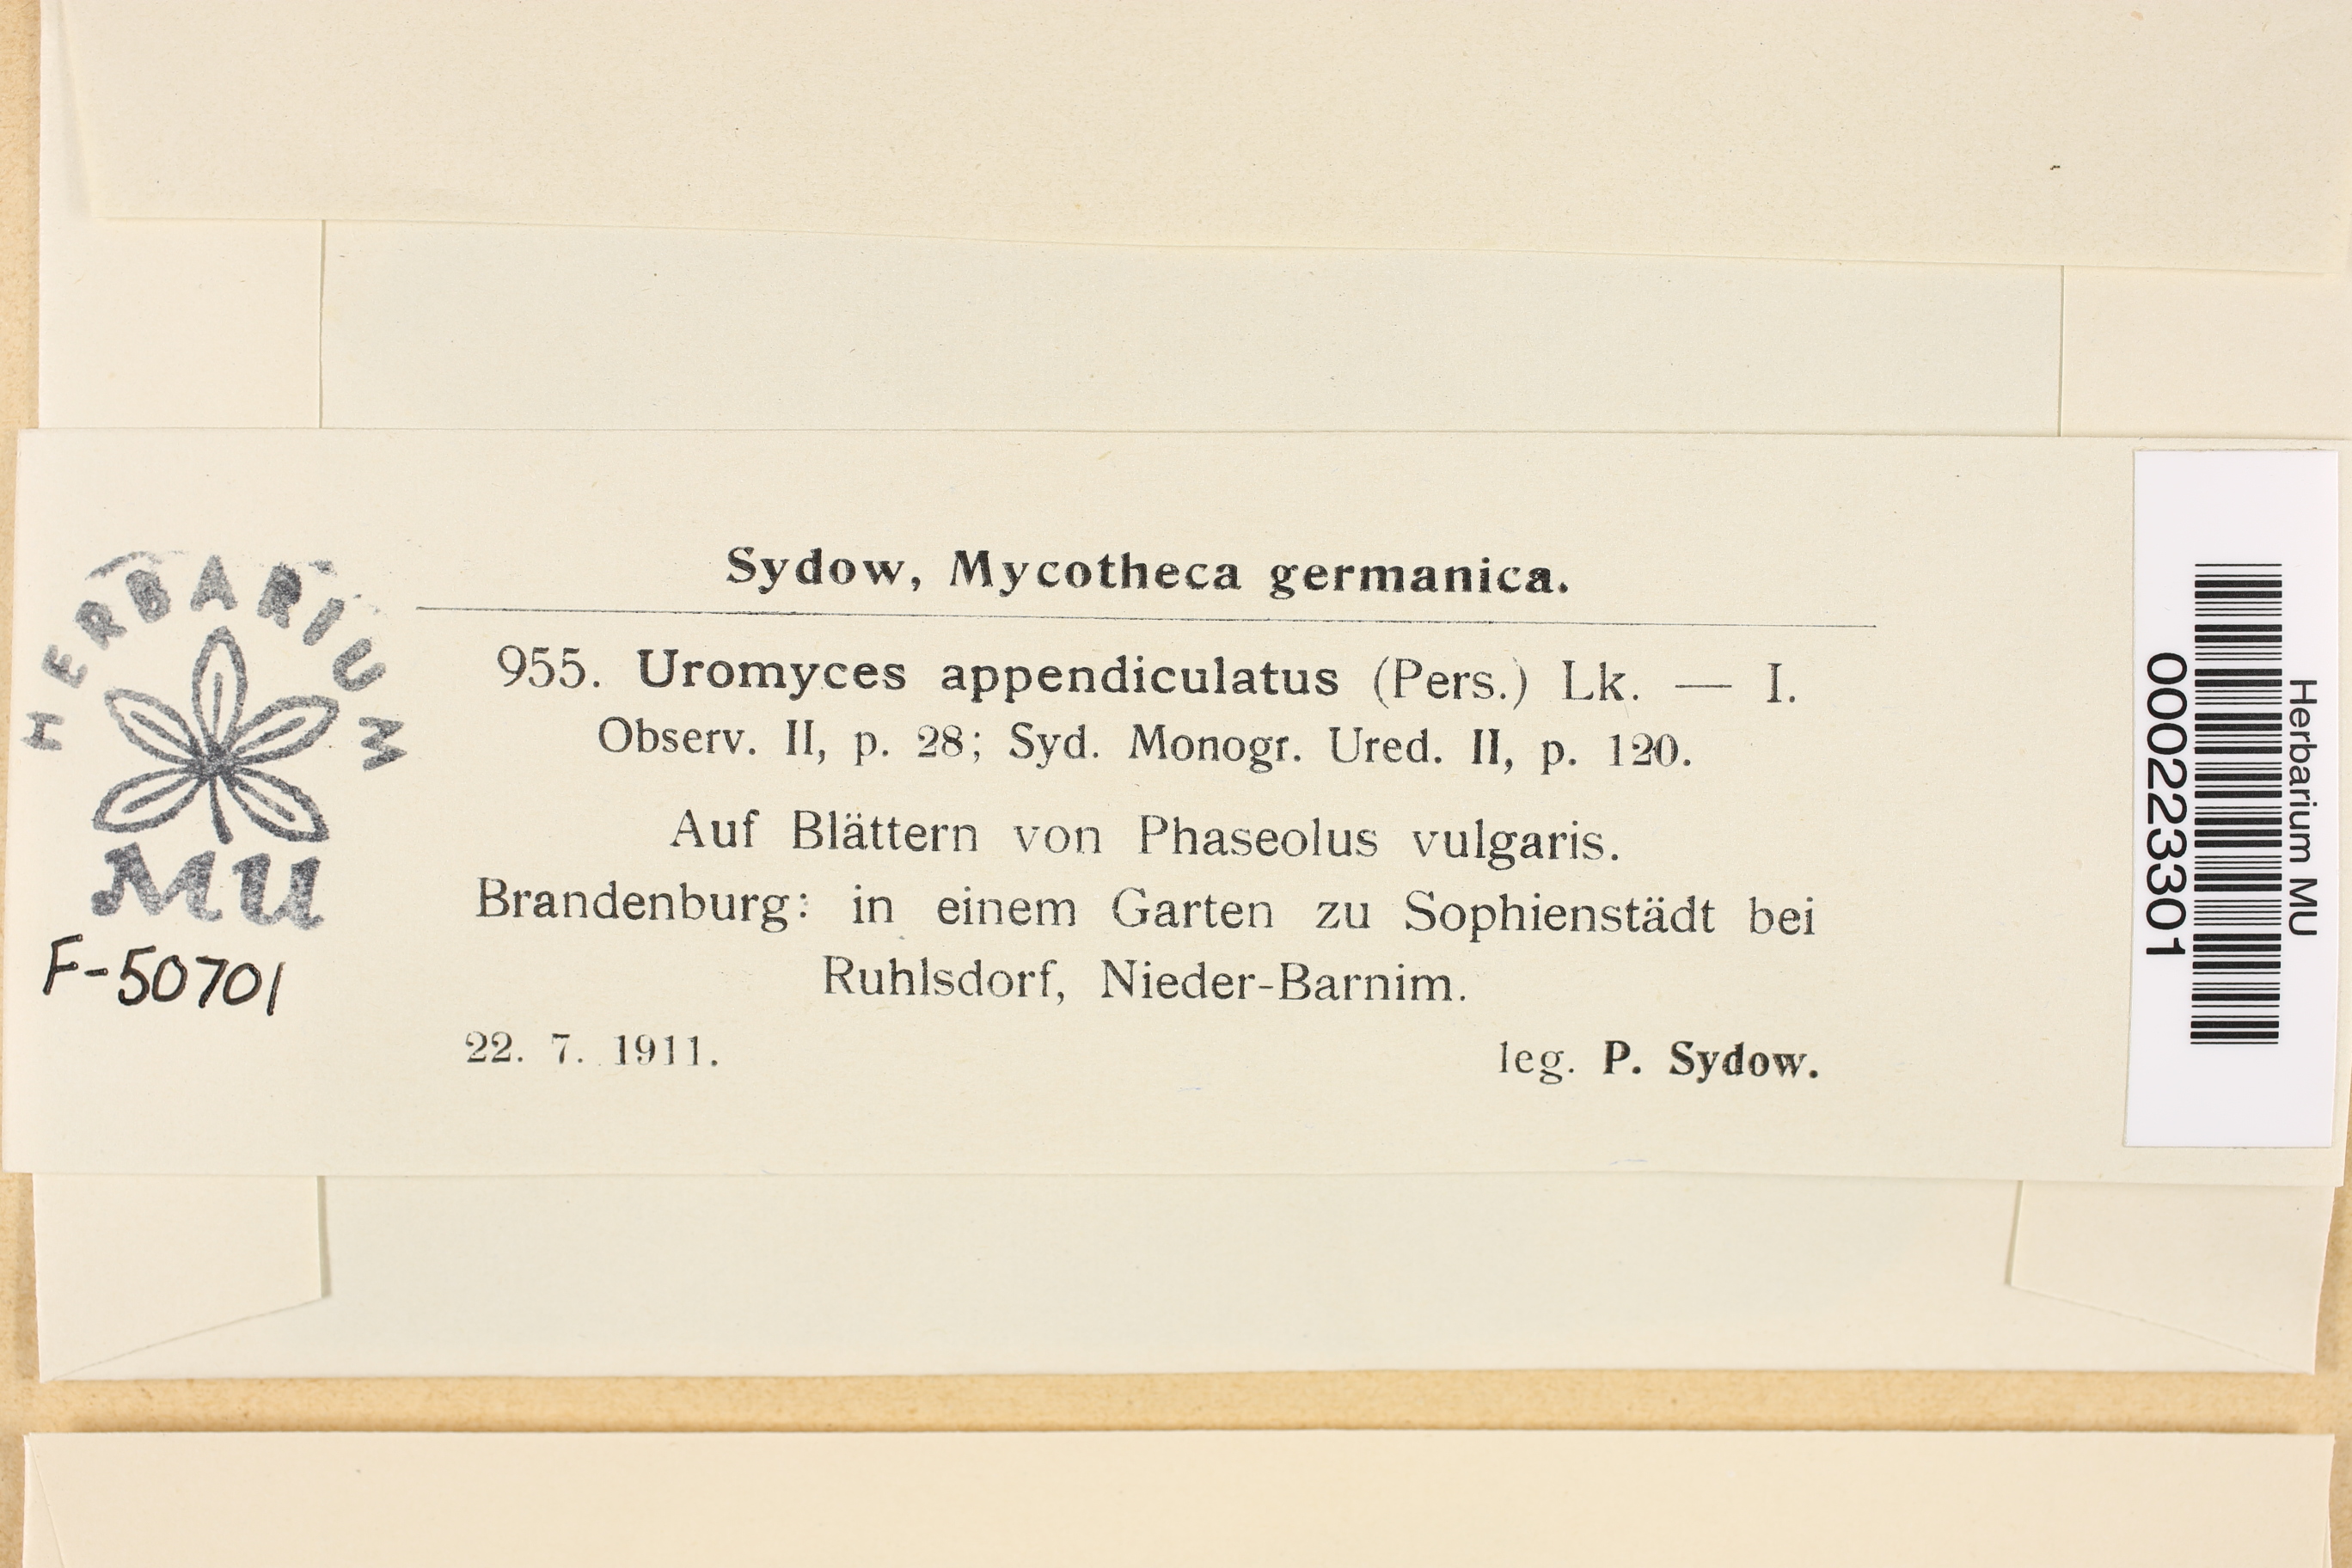 Sydow, Mycotheca germanica.
955. Uromyces appendiculatus (Pers.) Lk. — I.
Observ. II, p. 28; Syd. Monogr. Ured. II, p. 120.
Auf Blättern von Phaseolus vulgaris.
Brandenburg: in einem Garten zu Sophienstädt bei
Ruhlsdorf, Nieder-Barnim.
22. 7. 1911. leg. P. Sydow.
HERBARIUM
MU
F-50701
Herbarium MU
000223301